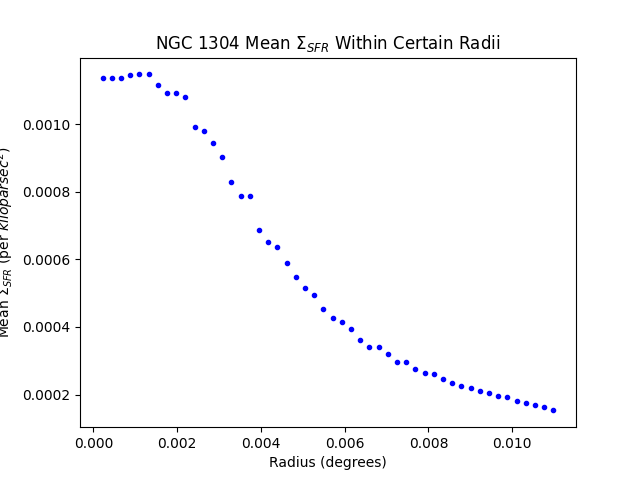 NGC 1304 Mean Σ_SFR Within Certain Radii
Mean Σ_SFR (per kiloparsec²)
0.0010
0.0008
0.0006
0.0004
0.0002
0.000 0.002 0.004 0.006 0.008 0.010
Radius (degrees)